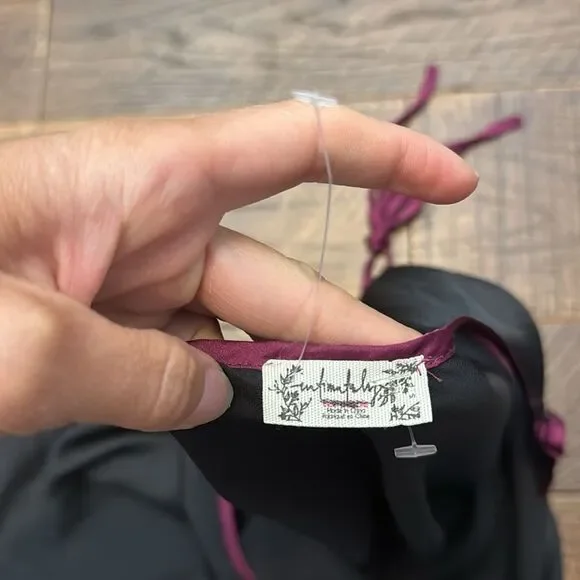 intimately
Made in China
Fabriqué en Chine
S